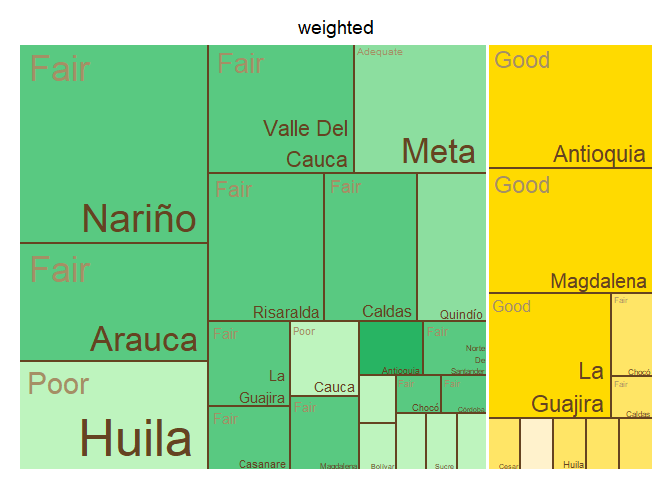 weighted
Fair
Nariño
Fair
Arauca
Poor
Huila
Fair
Valle Del
Cauca
Adequate
Meta
Fair
Risaralda
Fair
Caldas
Quindío
Fair
La
Guajira
Fair
Casanare
Poor
Cauca
Fair
Magdalena
Antioquia
Fair
Norte
De
Santander
Fair
Chocó
Fair
Córdoba
Bolívar
Sucre
Good
Antioquia
Good
Magdalena
Good
La
Guajira
Fair
Chocó
Fair
Caldas
Cesar
Huila